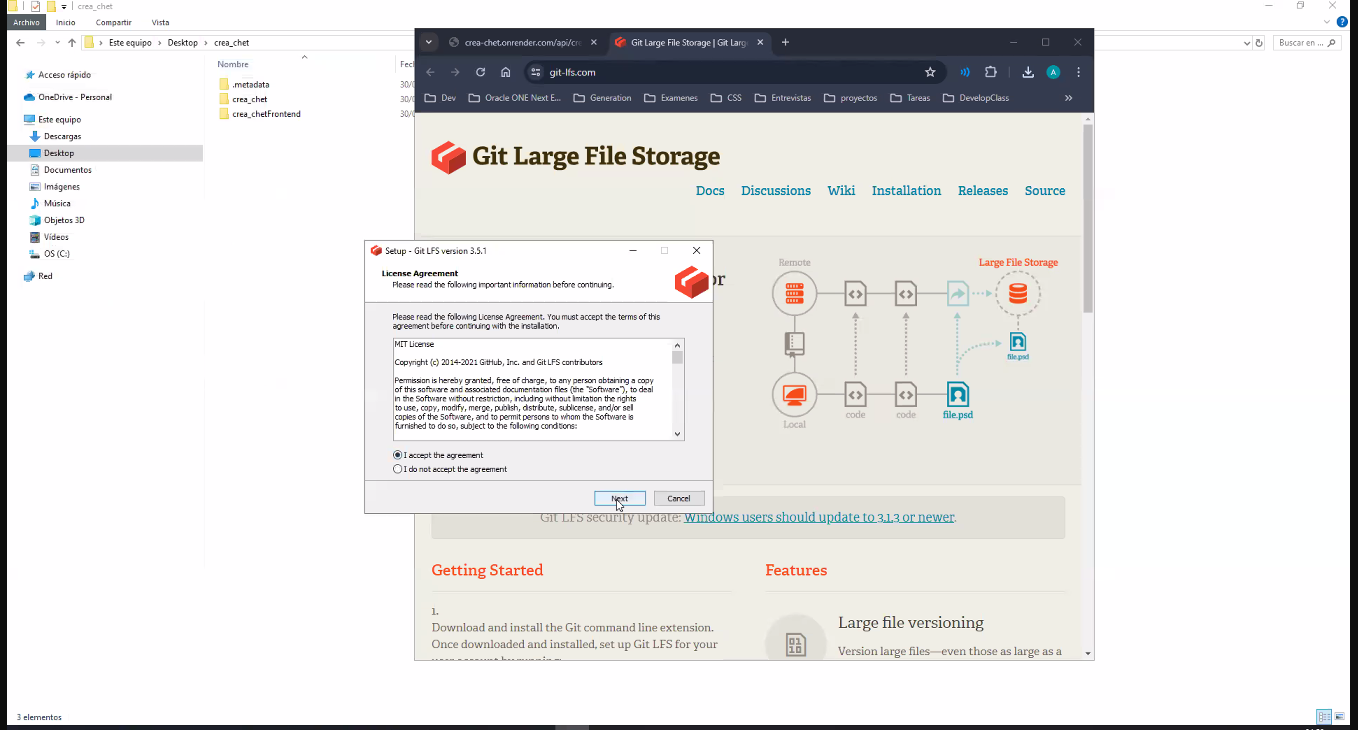 crea_chet
Archivo
Inicio
Compartir
Vista
Este equipo
Desktop
crea_chet
Buscar en ...
Acceso rápido
OneDrive - Personal
Este equipo
Descargas
Desktop
Documentos
Imágenes
Música
Objetos 3D
Vídeos
OS (C:)
Red
Nombre
Fec
.metadata
30/0
crea_chet
30/0
crea_chetFrontend
30/0
3 elementos
crea-chet.onrender.com/api/cre
Git Large File Storage | Git Larg
git-lfs.com
A
Dev
Oracle ONE Next E...
Generation
Examenes
CSS
Entrevistas
proyectos
Tareas
DevelopClass
Git Large File Storage
Docs
Discussions
Wiki
Installation
Releases
Source
or
Remote
Large File Storage
file.psd
Local
code
code
file.psd
Setup - Git LFS version 3.5.1
License Agreement
Please read the following important information before continuing.
Please read the following License Agreement. You must accept the terms of this
agreement before continuing with the installation.
MIT License
Copyright (c) 2014-2021 GitHub, Inc. and Git LFS contributors
Permission is hereby granted, free of charge, to any person obtaining a copy
of this software and associated documentation files (the "Software"), to deal
in the Software without restriction, including without limitation the rights
to use, copy, modify, merge, publish, distribute, sublicense, and/or sell
copies of the Software, and to permit persons to whom the Software is
furnished to do so, subject to the following conditions:
I accept the agreement
I do not accept the agreement
Next
Cancel
Git LFS security update: Windows users should update to 3.1.3 or newer.
Getting Started
1.
Download and install the Git command line extension.
Once downloaded and installed, set up Git LFS for your
user account by running:
Features
Large file versioning
Version large files—even those as large as a